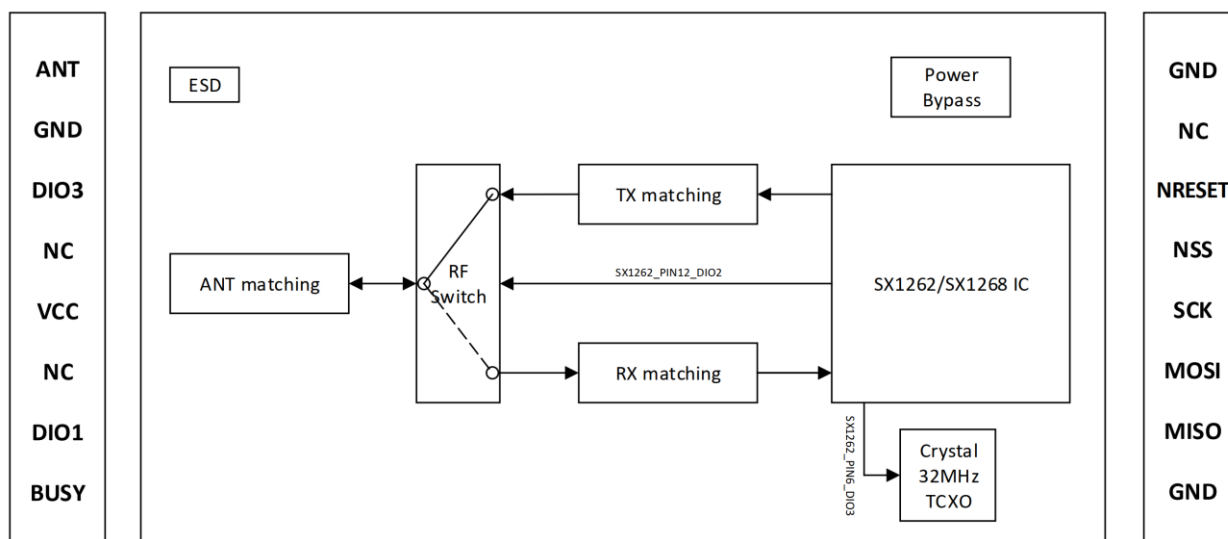 ANT
GND
DIO3
NC
VCC
NC
DIO1
BUSY
ESD
Power
Bypass
TX matching
ANT matching
RF
Switch
SX1262_PIN12_DIO2
SX1262/SX1268 IC
RX matching
SX1262_PIN6_DIO3
Crystal
32MHz
TCXO
GND
NC
NRESET
NSS
SCK
MOSI
MISO
GND